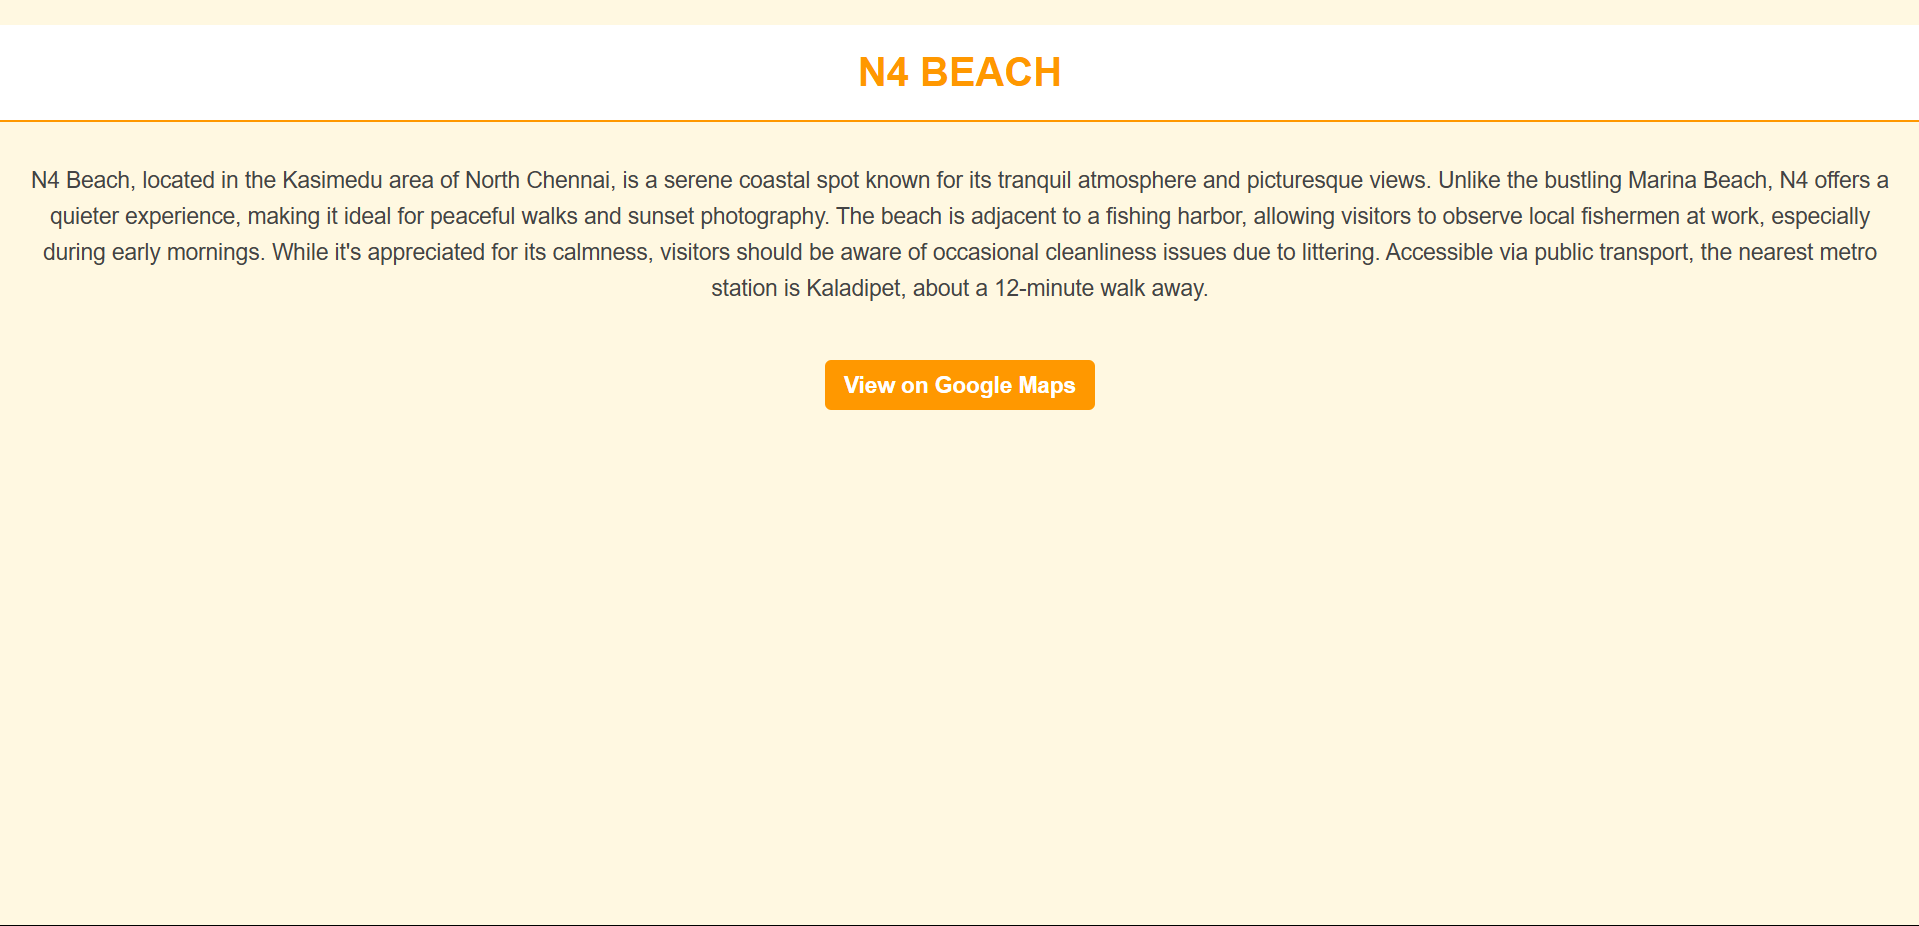 N4 BEACH
N4 Beach, located in the Kasimedu area of North Chennai, is a serene coastal spot known for its tranquil atmosphere and picturesque views. Unlike the bustling Marina Beach, N4 offers a
quieter experience, making it ideal for peaceful walks and sunset photography. The beach is adjacent to a fishing harbor, allowing visitors to observe local fishermen at work, especially
during early mornings. While it's appreciated for its calmness, visitors should be aware of occasional cleanliness issues due to littering. Accessible via public transport, the nearest metro
station is Kaladipet, about a 12-minute walk away.
View on Google Maps